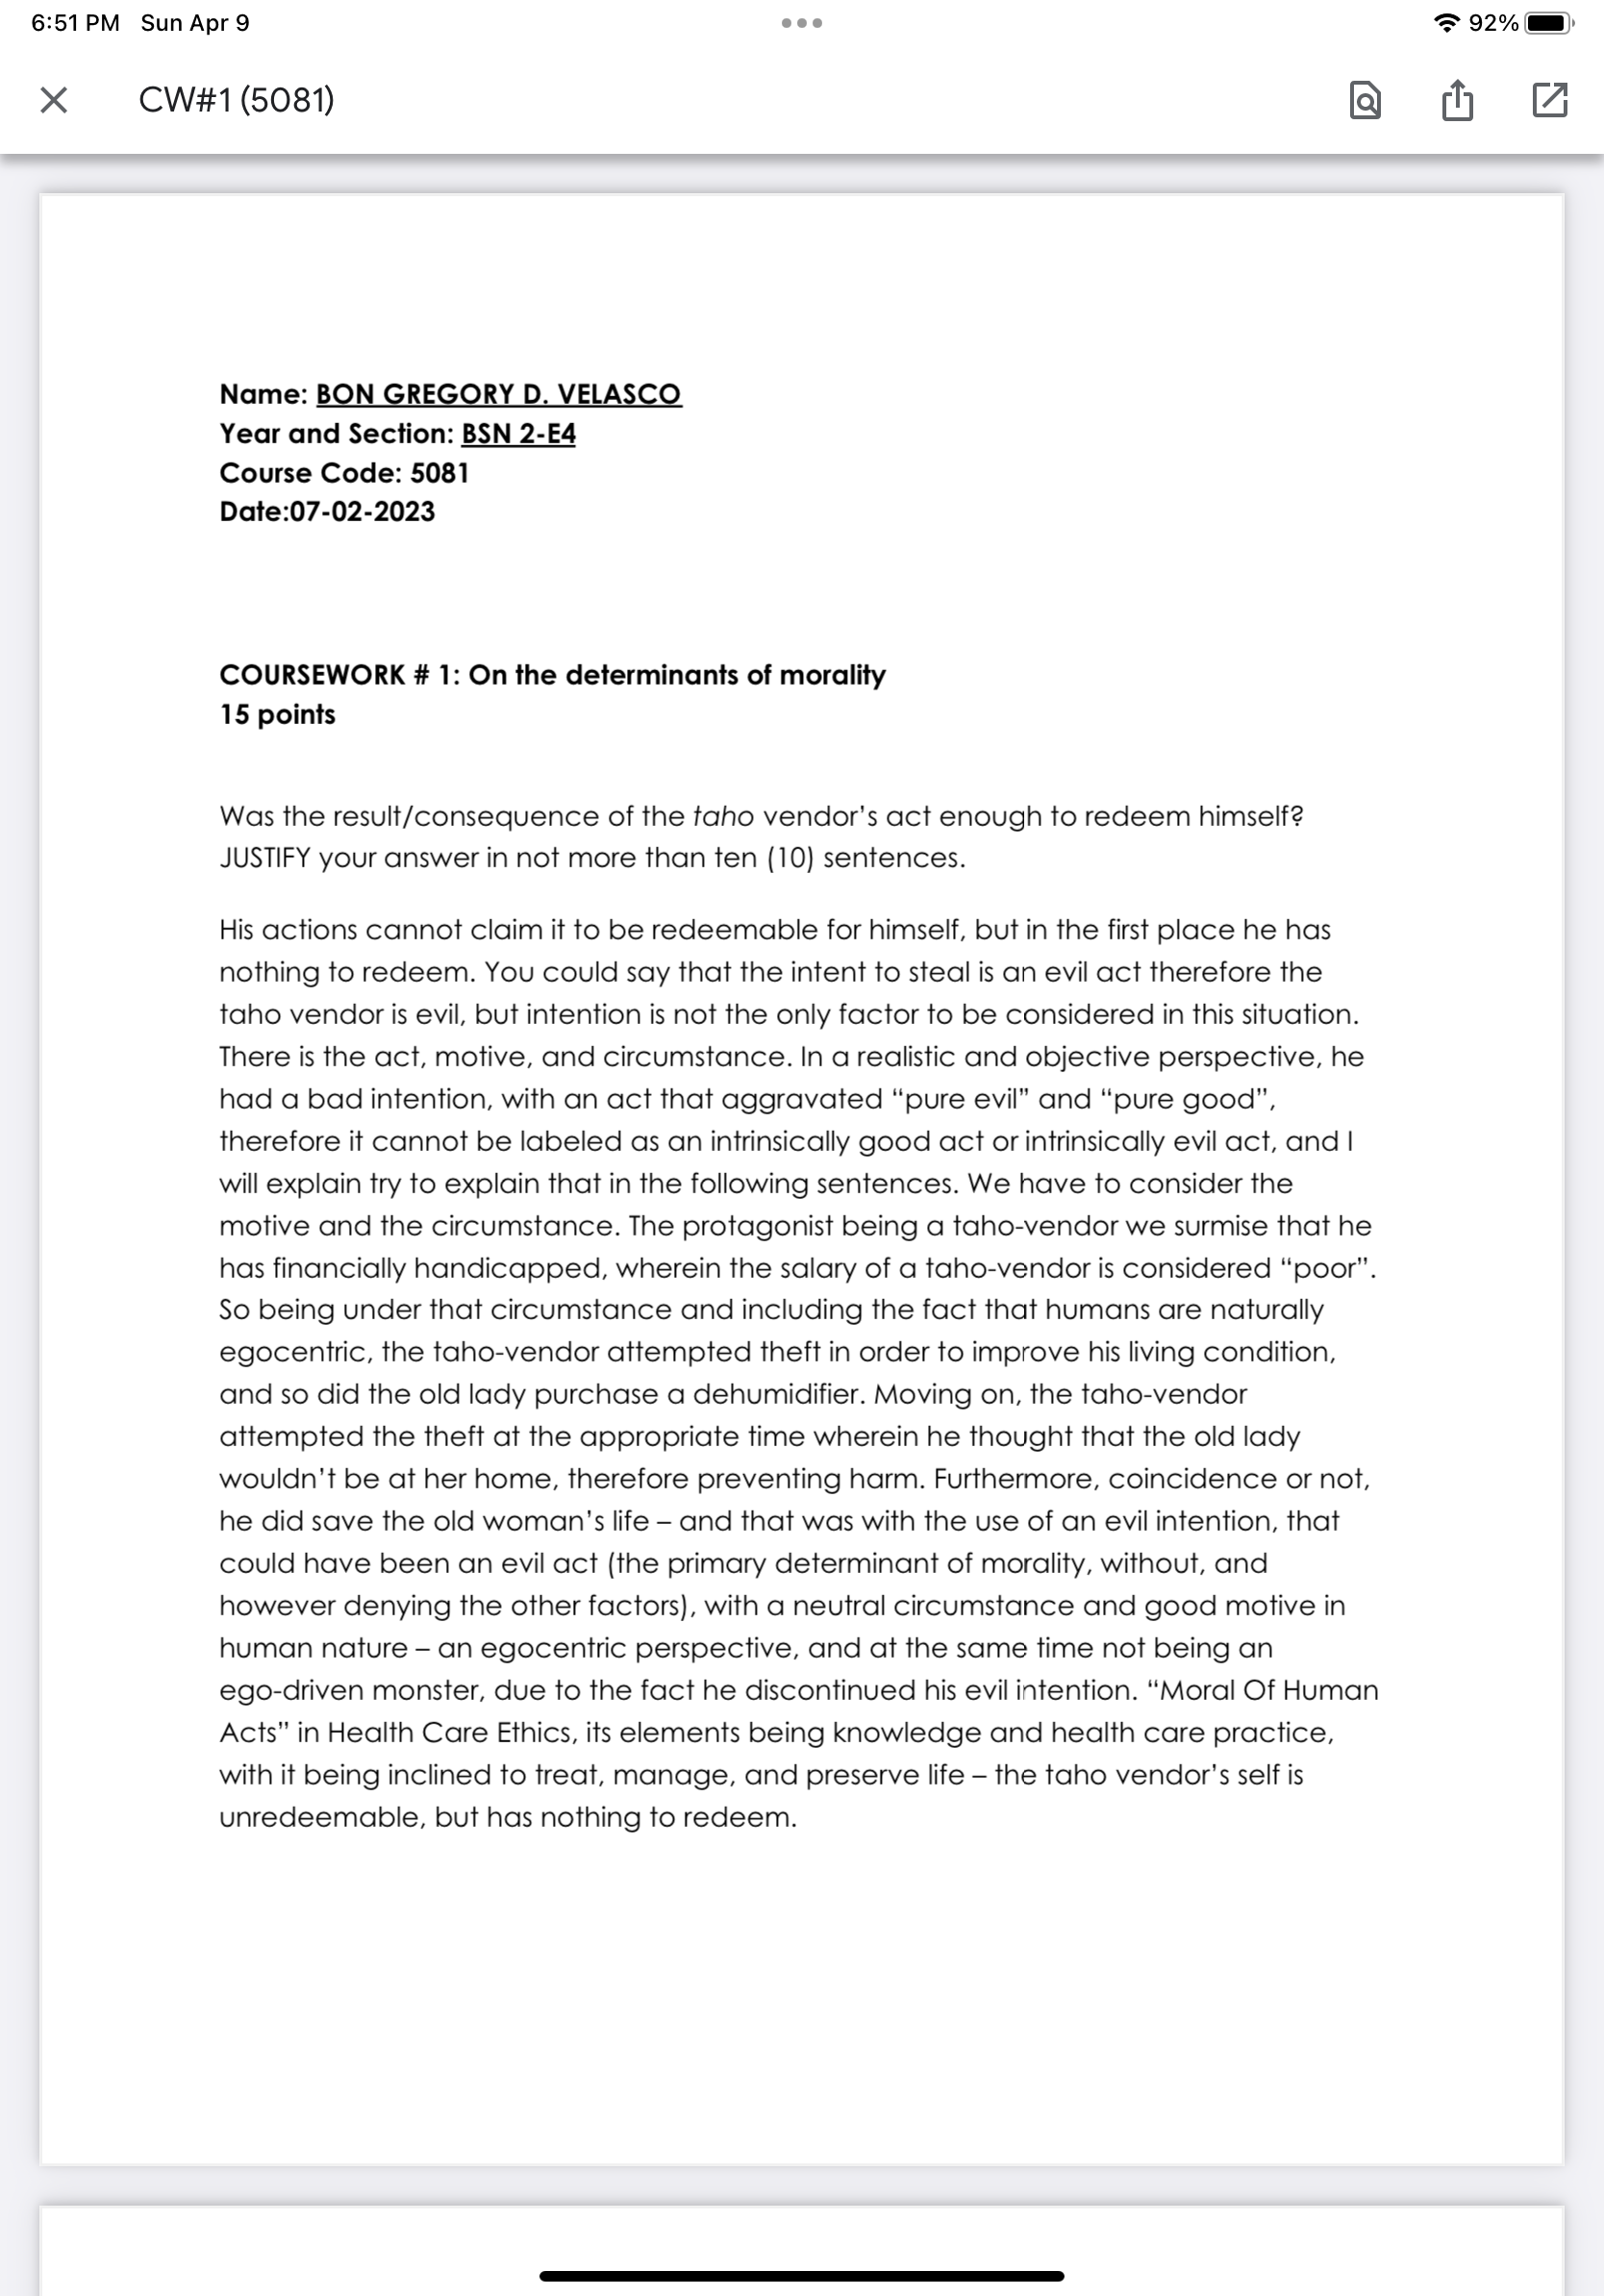 6:51 PM Sun Apr 9
92%
CW#1 (5081)
Name: BON GREGORY D. VELASCO
Year and Section: BSN 2-E4
Course Code: 5081
Date:07-02-2023
COURSEWORK # 1: On the determinants of morality
15 points
Was the result/consequence of the taho vendor's act enough to redeem himself?
JUSTIFY your answer in not more than ten (10) sentences.
His actions cannot claim it to be redeemable for himself, but in the first place he has
nothing to redeem. You could say that the intent to steal is an evil act therefore the
taho vendor is evil, but intention is not the only factor to be considered in this situation.
There is the act, motive, and circumstance. In a realistic and objective perspective, he
had a bad intention, with an act that aggravated “pure evil” and “pure good”,
therefore it cannot be labeled as an intrinsically good act or intrinsically evil act, and I
will explain try to explain that in the following sentences. We have to consider the
motive and the circumstance. The protagonist being a taho-vendor we surmise that he
has financially handicapped, wherein the salary of a taho-vendor is considered “poor”.
So being under that circumstance and including the fact that humans are naturally
egocentric, the taho-vendor attempted theft in order to improve his living condition,
and so did the old lady purchase a dehumidifier. Moving on, the taho-vendor
attempted the theft at the appropriate time wherein he thought that the old lady
wouldn’t be at her home, therefore preventing harm. Furthermore, coincidence or not,
he did save the old woman’s life – and that was with the use of an evil intention, that
could have been an evil act (the primary determinant of morality, without, and
however denying the other factors), with a neutral circumstance and good motive in
human nature – an egocentric perspective, and at the same time not being an
ego-driven monster, due to the fact he discontinued his evil intention. “Moral Of Human
Acts” in Health Care Ethics, its elements being knowledge and health care practice,
with it being inclined to treat, manage, and preserve life – the taho vendor’s self is
unredeemable, but has nothing to redeem.